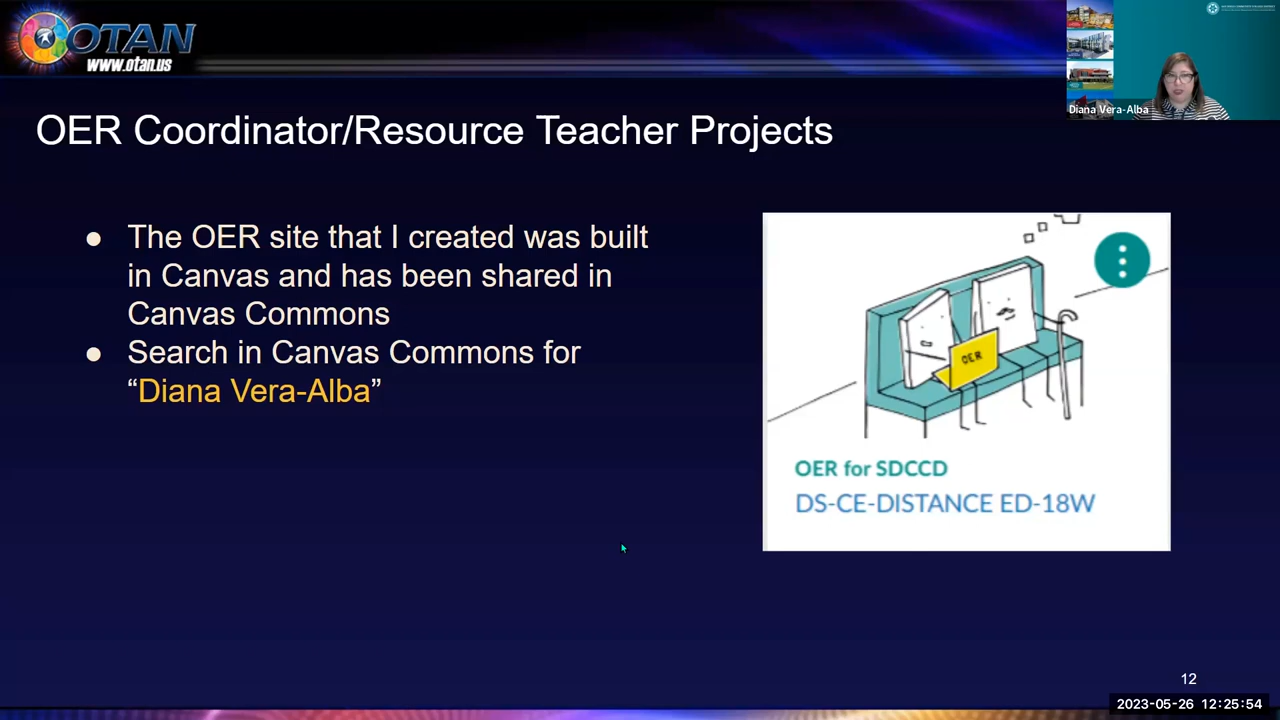 OTAN
www.otan.us
Diana Vera-Alba
OER Coordinator/Resource Teacher Projects
● The OER site that I created was built
in Canvas and has been shared in
Canvas Commons
● Search in Canvas Commons for
“Diana Vera-Alba”
OER
OER for SDCCD
DS-CE-DISTANCE ED-18W
12
2023-05-26 12:25:54